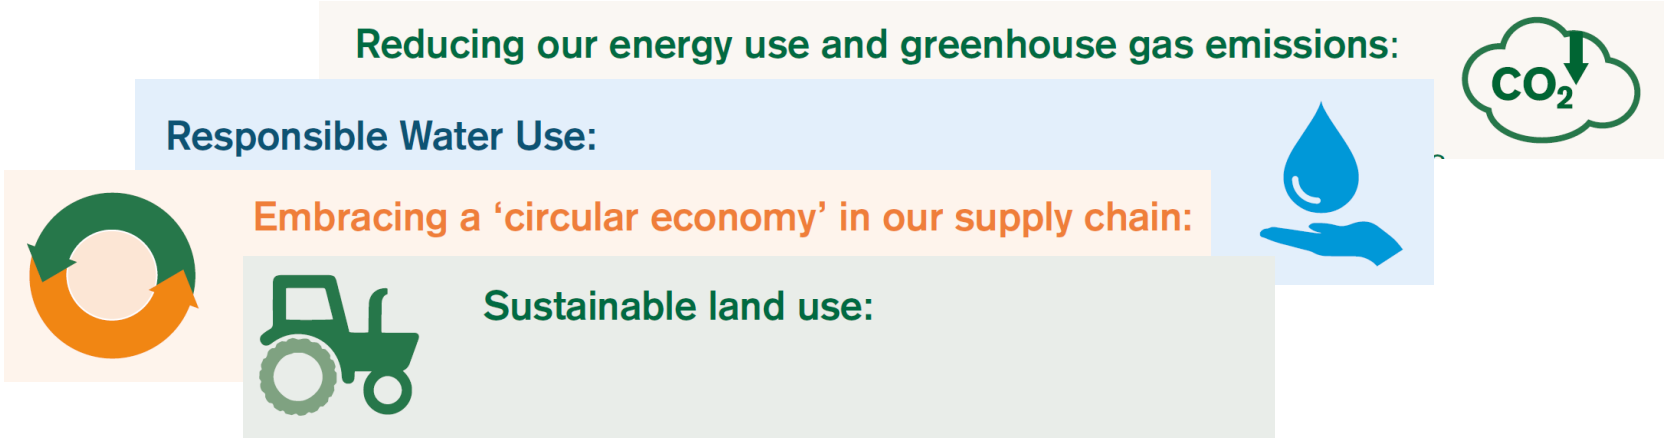 Reducing our energy use and greenhouse gas emissions:
CO₂
Responsible Water Use:
Embracing a ‘circular economy’ in our supply chain:
Sustainable land use: